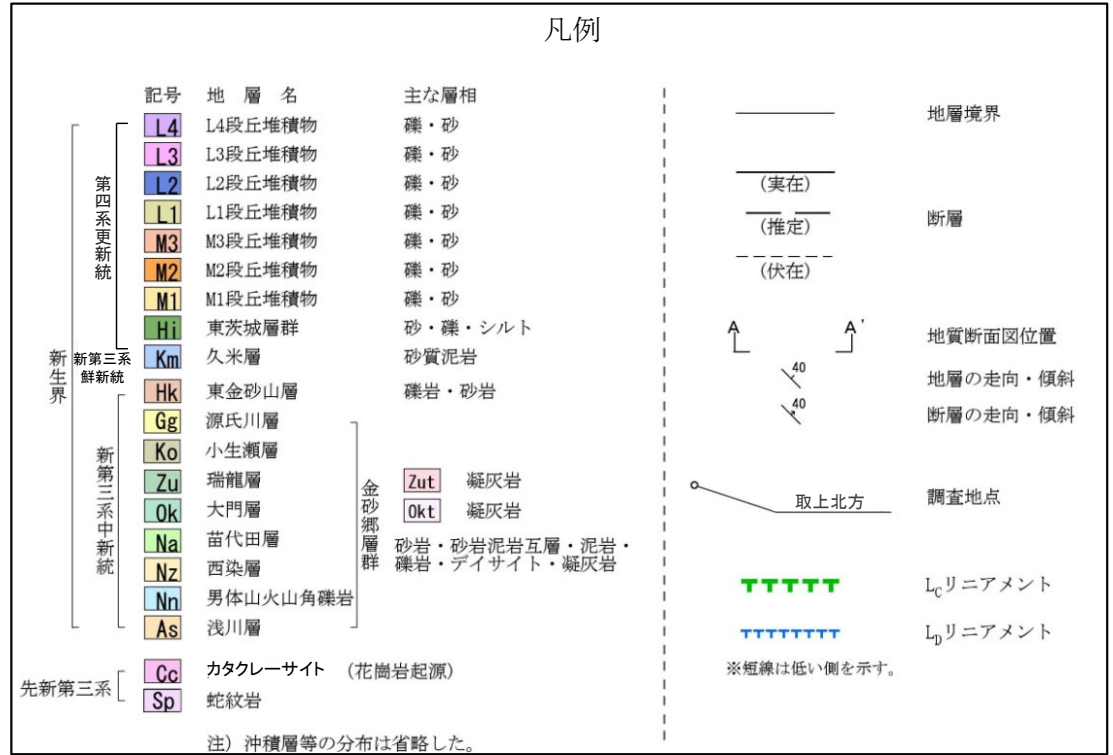 凡例
記号 地層名 主な層相
新生界
第四系更新統
L4 L4段丘堆積物 礫・砂
L3 L3段丘堆積物 礫・砂
L2 L2段丘堆積物 礫・砂
L1 L1段丘堆積物 礫・砂
M3 M3段丘堆積物 礫・砂
M2 M2段丘堆積物 礫・砂
M1 M1段丘堆積物 礫・砂
Hi 東茨城層群 砂・礫・シルト
新第三系
鮮新統
Km 久米層 砂質泥岩
新第三系中新統
Hk 東金砂山層 礫岩・砂岩
Gg 源氏川層
Ko 小生瀬層
Zu 瑞龍層
Ok 大門層
Na 苗代田層
Nz 西染層
Nn 男体山火山角礫岩
As 浅川層
金砂郷層群
Zut 凝灰岩
Okt 凝灰岩
砂岩・砂岩泥岩互層・泥岩・
礫岩・デイサイト・凝灰岩
先新第三系
Cc カタクレーサイト (花崗岩起源)
Sp 蛇紋岩
注) 沖積層等の分布は省略した。
地層境界
(実在)
(推定)
(伏在)
断層
A A'
地質断面図位置
40 地層の走向・傾斜
40 断層の走向・傾斜
取上北方 調査地点
LCリニアメント
LDリニアメント
※短線は低い側を示す。